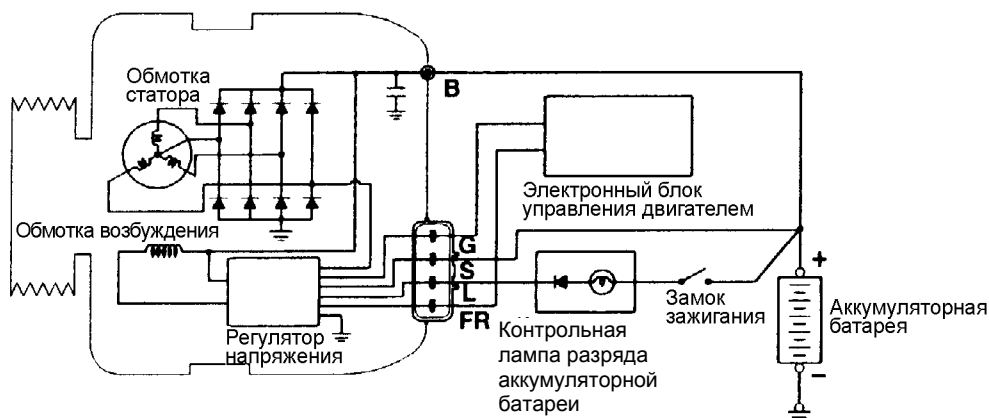 Обмотка
статора
B
Электронный блок
управления двигателем
Обмотка возбуждения
G
S
L
FR
+
Замок
зажигания
Аккумуляторная
батарея
Регулятор
напряжения
Контрольная
лампа разряда
аккумуляторной
батареи
−